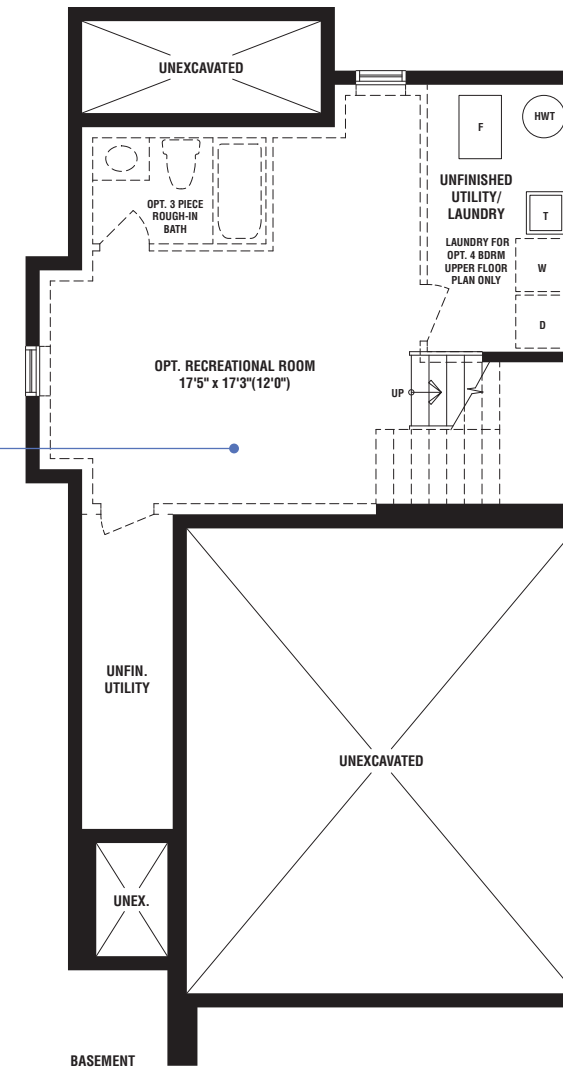 UNEXCAVATED
F
HWT
OPT. 3 PIECE
ROUGH-IN
BATH
UNFINISHED
UTILITY/
LAUNDRY
T
LAUNDRY FOR
OPT. 4 BDRM
UPPER FLOOR
PLAN ONLY
W
D
OPT. RECREATIONAL ROOM
17'5" x 17'3"(12'0")
UP
UNFIN.
UTILITY
UNEXCAVATED
UNEX.
BASEMENT